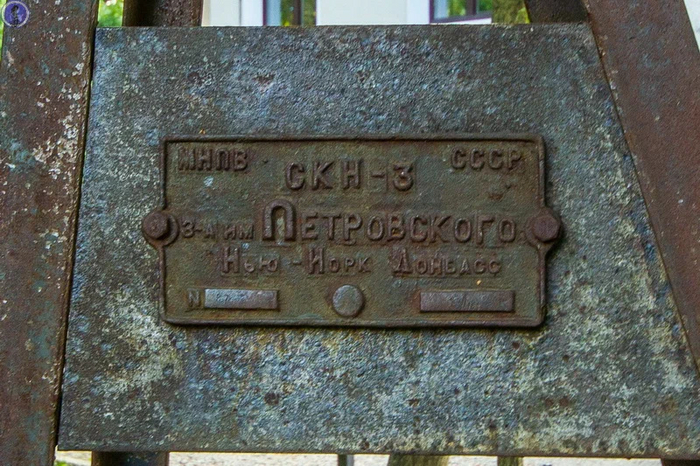 МНПВ СССР
СКН-3
З-Д ИМ ПЕТРОВСКОГО
НЬЮ-ЙОРК ДОНБАСС
N